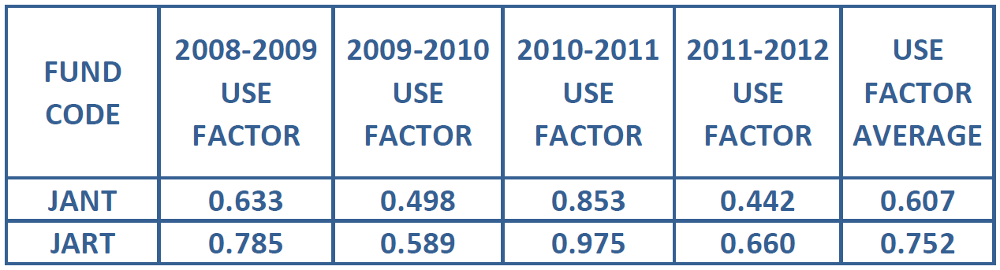 FUND CODE
2008-2009 USE FACTOR
2009-2010 USE FACTOR
2010-2011 USE FACTOR
2011-2012 USE FACTOR
USE FACTOR AVERAGE
JANT 0.633 0.498 0.853 0.442 0.607
JART 0.785 0.589 0.975 0.660 0.752